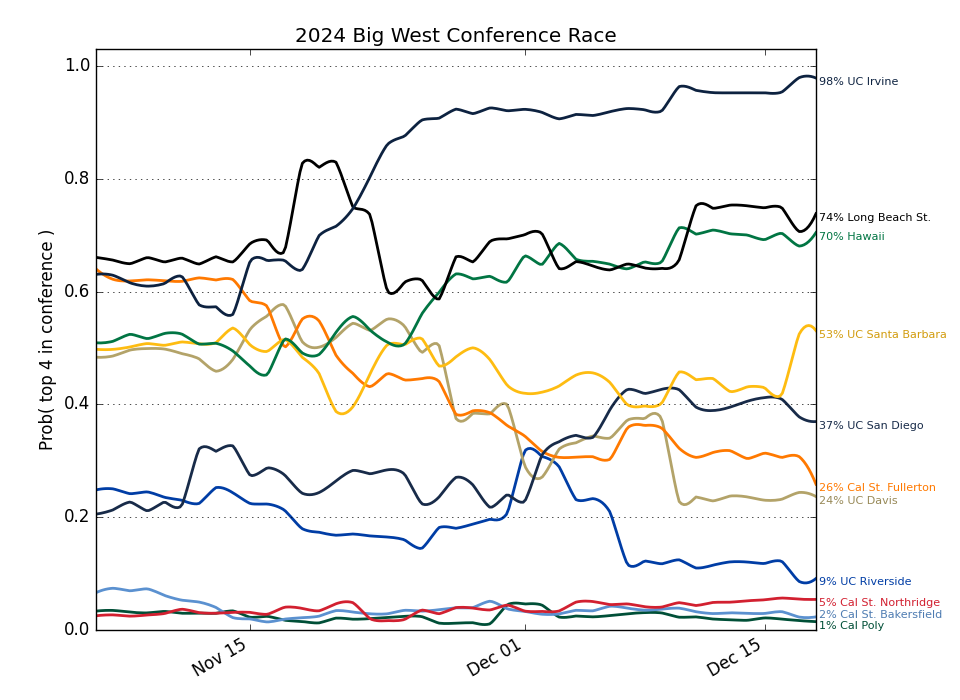 2024 Big West Conference Race
Prob( top 4 in conference )
1.0
0.8
0.6
0.4
0.2
0.0
Nov 15
Dec 01
Dec 15
98% UC Irvine
74% Long Beach St.
70% Hawaii
53% UC Santa Barbara
37% UC San Diego
26% Cal St. Fullerton
24% UC Davis
9% UC Riverside
5% Cal St. Northridge
2% Cal St. Bakersfield
1% Cal Poly